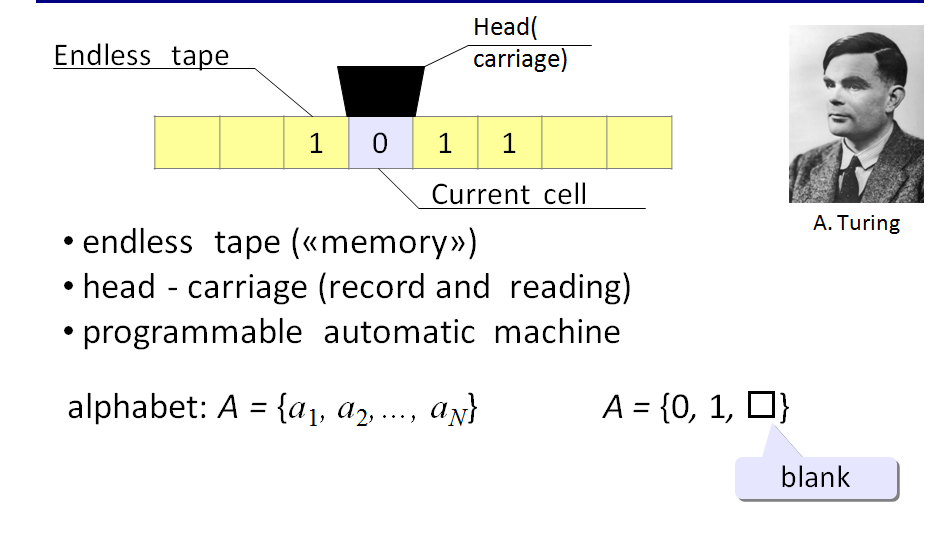 Head(
carriage)
Endless tape
1 0 1 1
Current cell
A. Turing
• endless tape («memory»)
• head - carriage (record and reading)
• programmable automatic machine
alphabet: A = {a1, a2, ..., aN} A = {0, 1, □}
blank